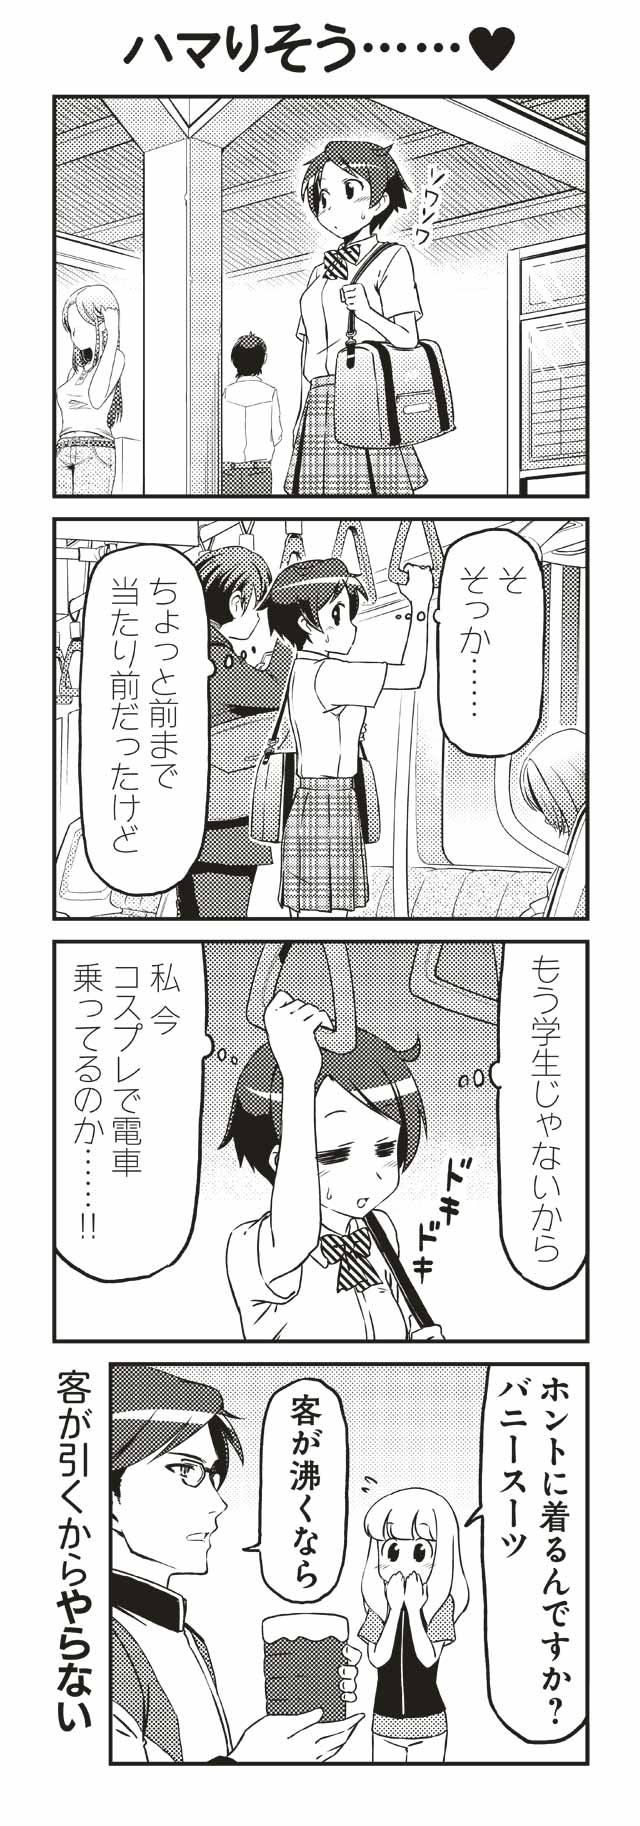 ハマりそう……♥
ソワソワ
そ
そっか……
ちょっと前まで
当たり前だったけど
もう学生じゃないから
私 今
コスプレで電車
乗ってるのか……!!
ドキ
ドキ
ホントに着るんですか?
バニースーツ
客が沸くなら
客が引くからやらない